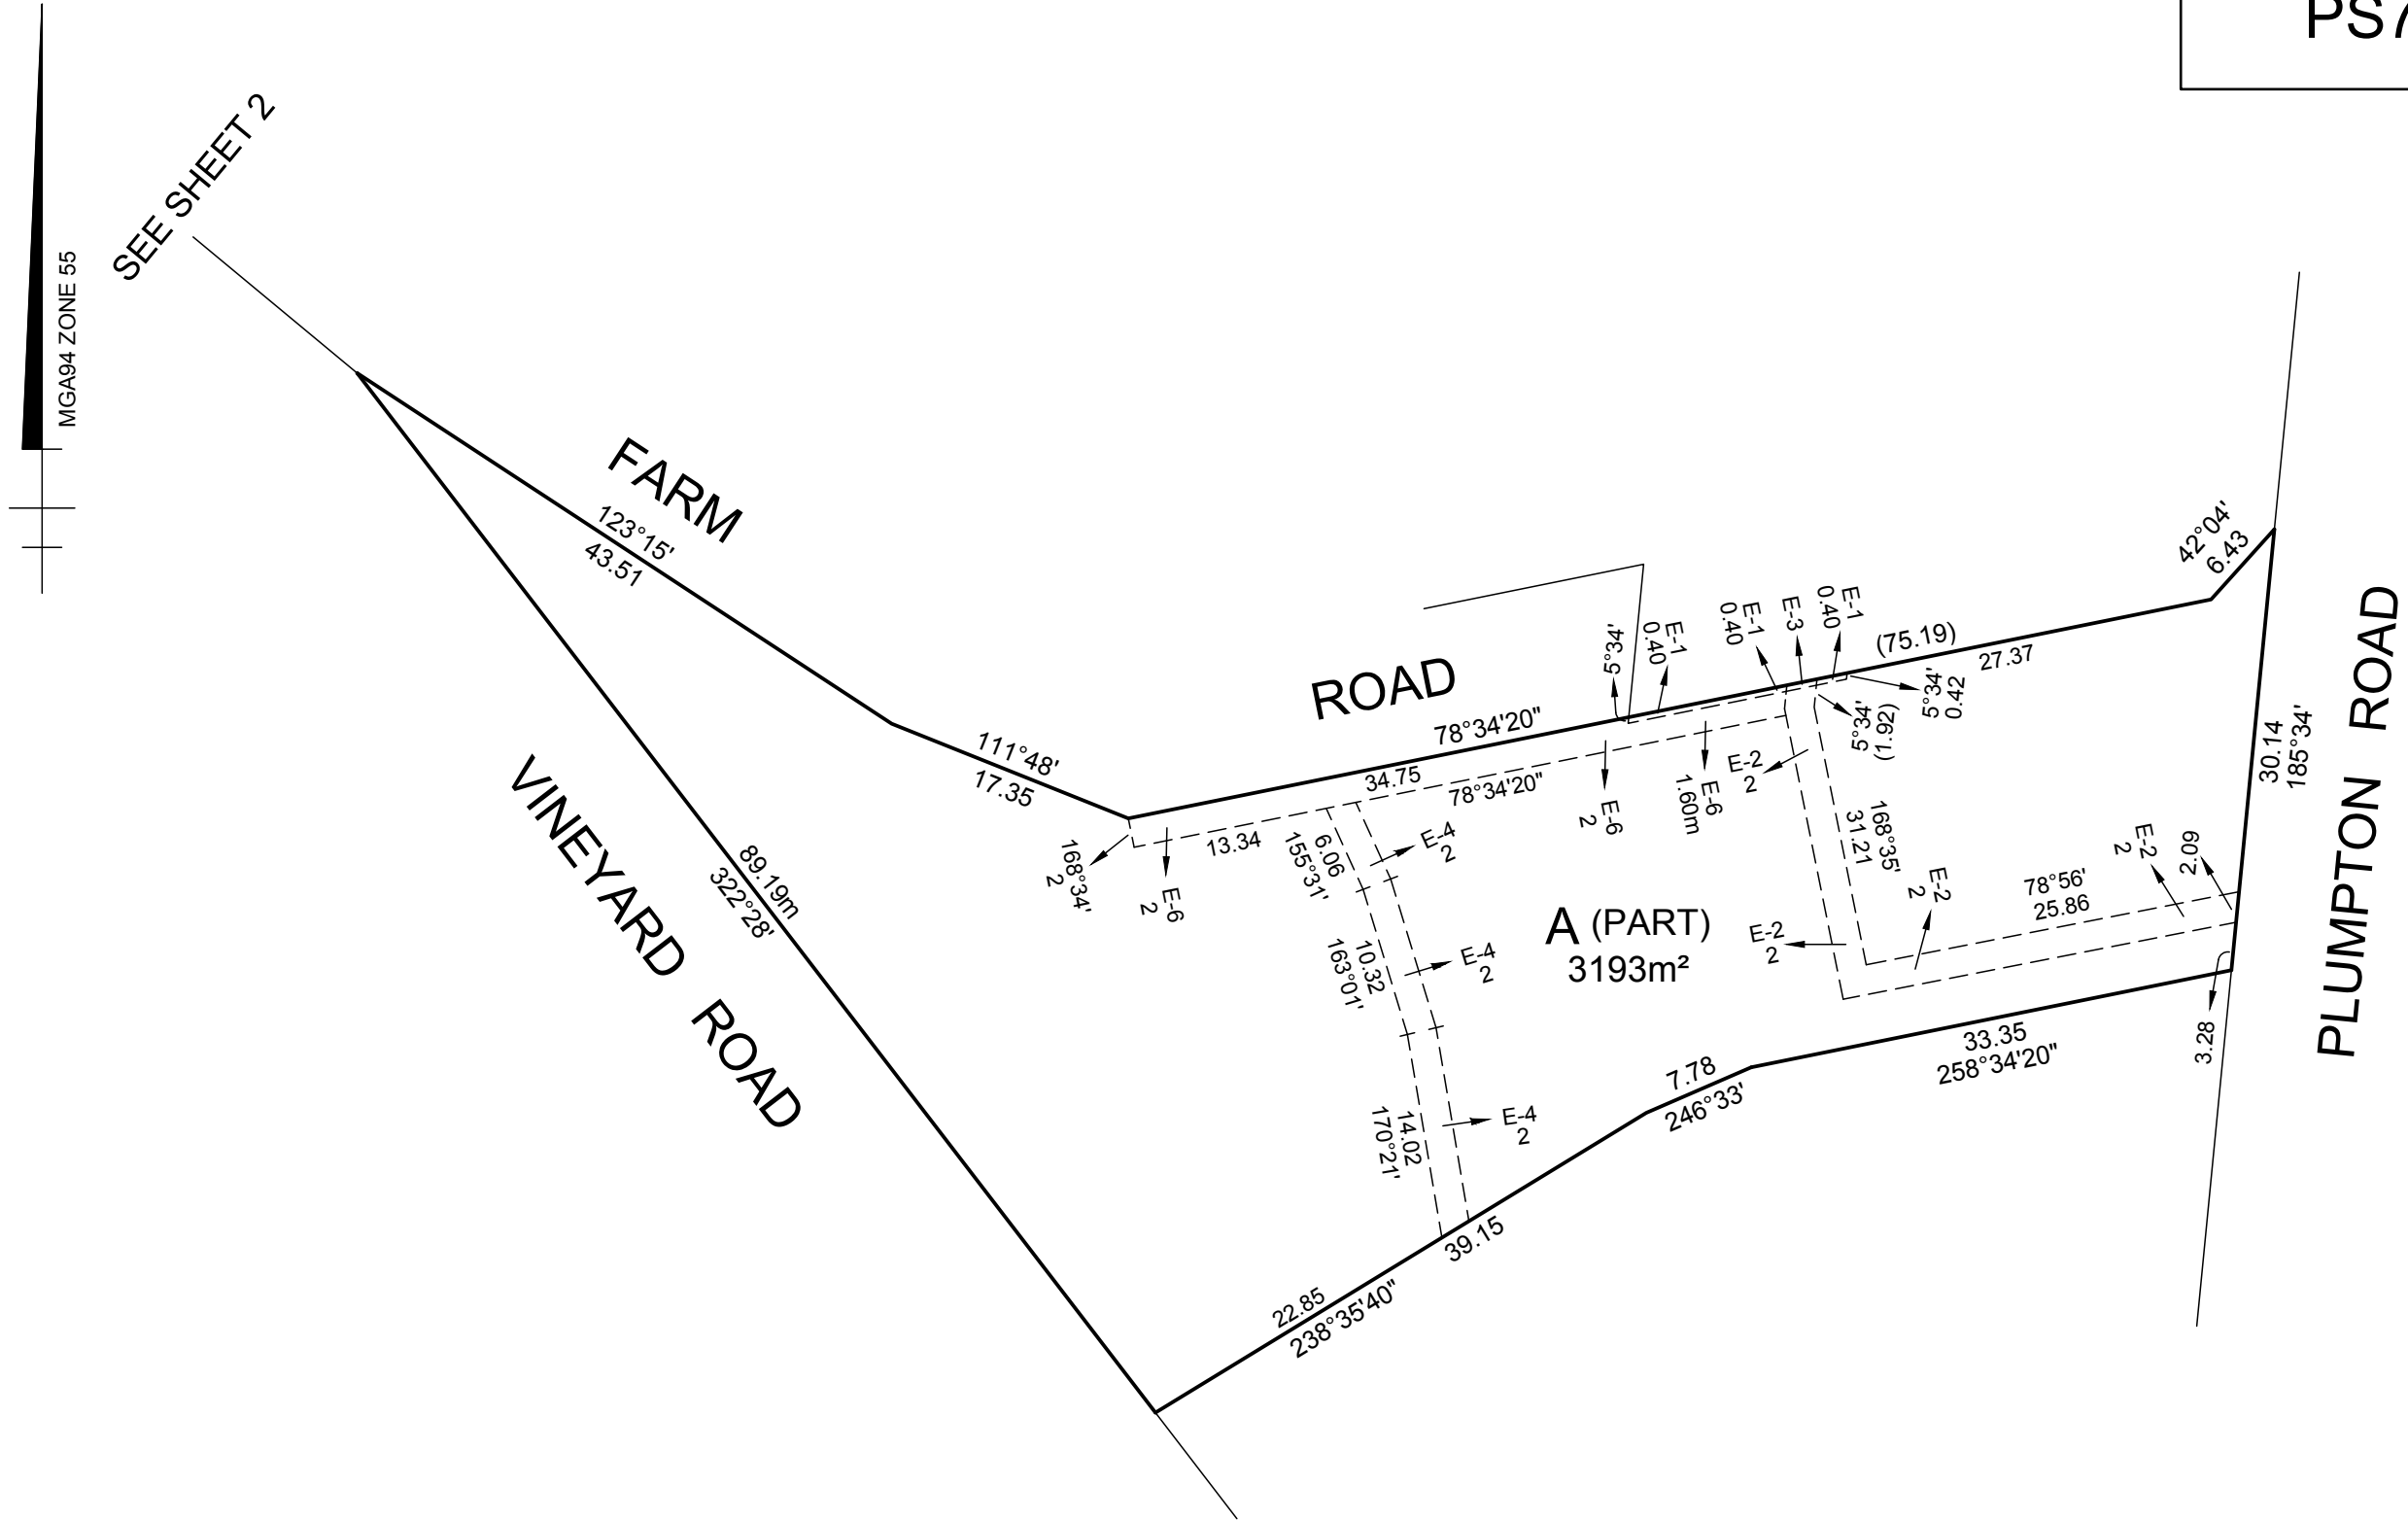 PS7
SEE SHEET 2
MGA94 ZONE 55
FARM
123°15'
43.51
111°48'
17.35
ROAD
78°34'20"
34.75
78°34'20"
13.34
5°34'
E-1
0.40
E-1
0.40
E-3
E-1
0.40
(75.19)
27.37
42°04'
6.43
5°34'
0.42
5°34'
(1.92)
E-2
2
E-6
1.60m
E-6
2
168°34'
2
E-6
2
6.06
155°31'
E-4
2
10.32
163°01'
E-4
2
14.02
170°21'
E-4
2
A (PART)
3193m²
E-2
2
168°35'
31.21
E-2
2
78°56'
25.86
E-2
2
2.09
30.14
185°34'
PLUMPTON ROAD
3.28
33.35
258°34'20"
7.78
246°33'
39.15
22.85
238°35'40"
89.19m
322°28'
VINEYARD ROAD